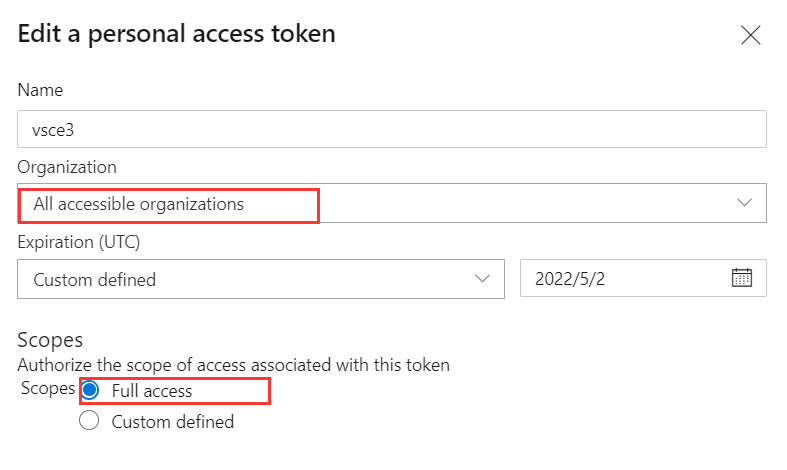 Edit a personal access token
Name
vsce3
Organization
All accessible organizations
Expiration (UTC)
Custom defined 2022/5/2
Scopes
Authorize the scope of access associated with this token
Scopes Full access
Custom defined